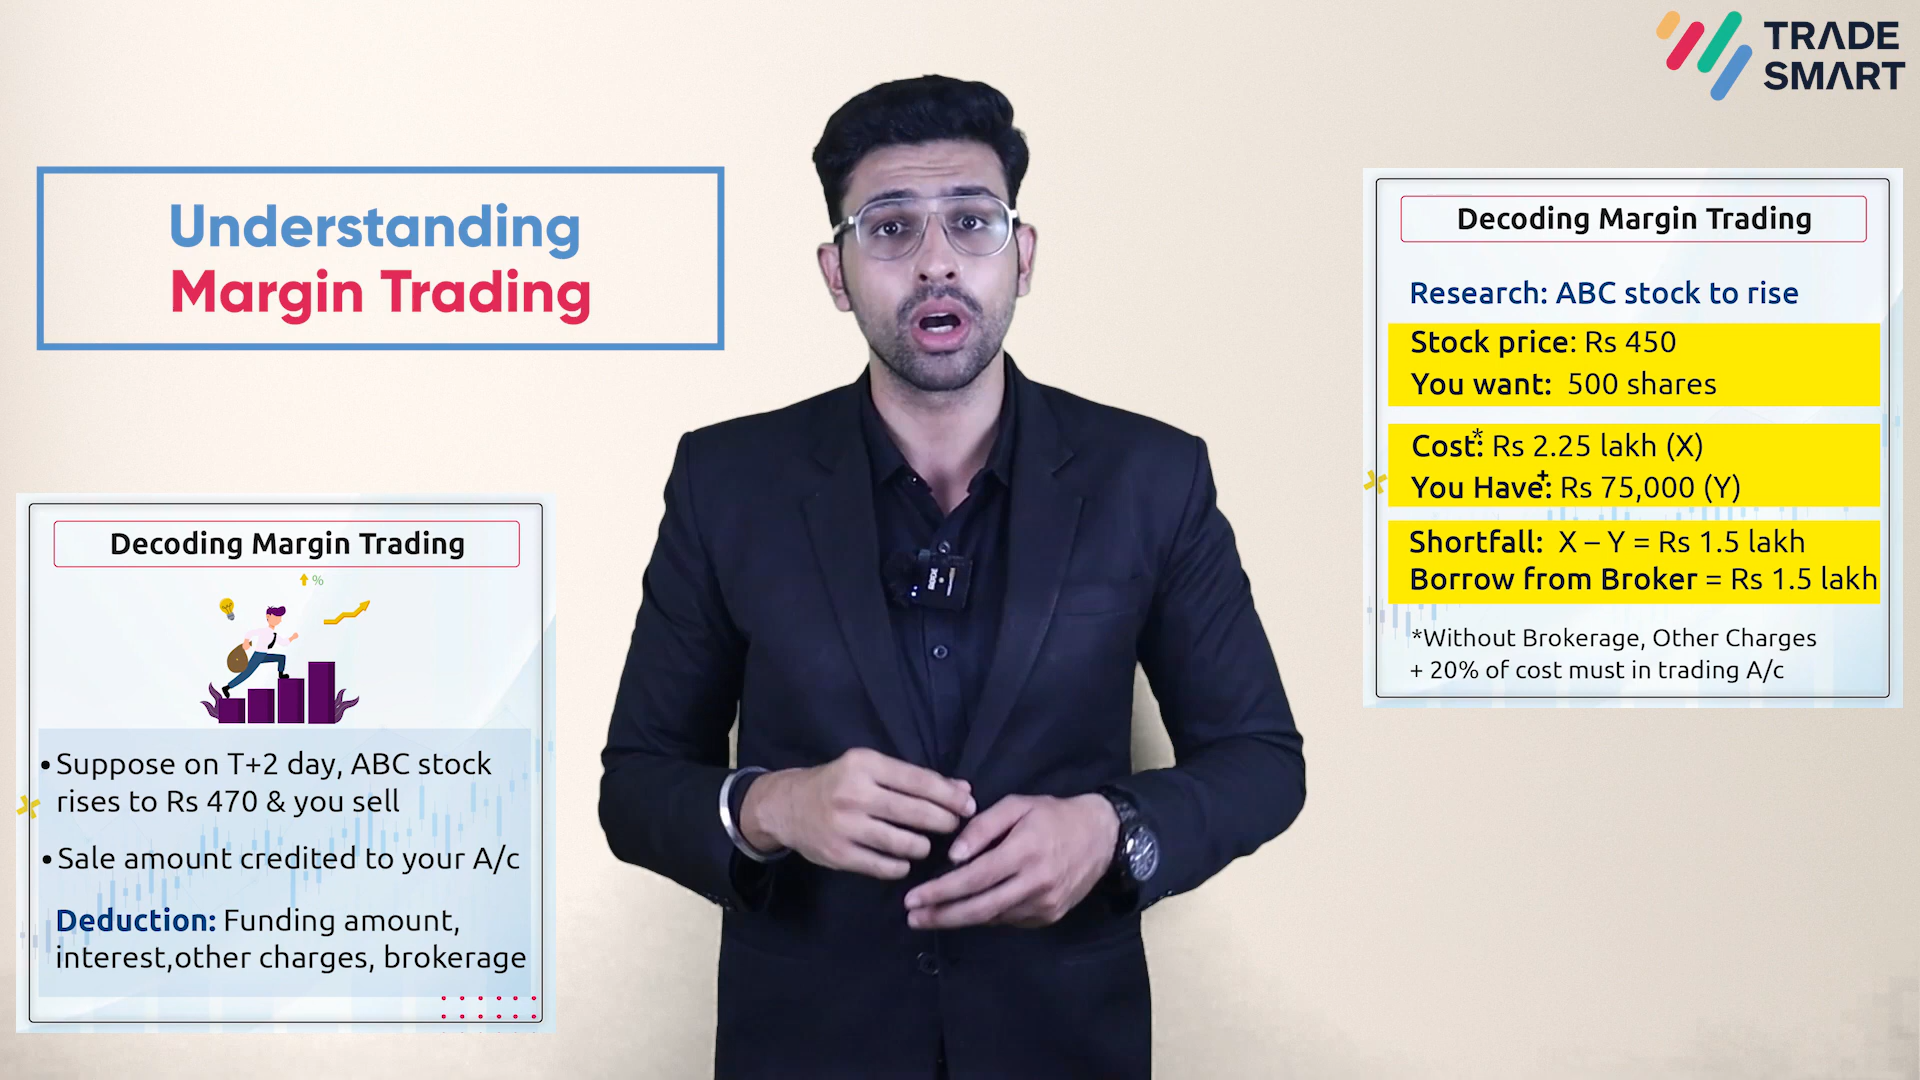 TRADE
SMART
Understanding
Margin Trading
Decoding Margin Trading
Research: ABC stock to rise
Stock price: Rs 450
You want: 500 shares
Cost*: Rs 2.25 lakh (X)
You Have+: Rs 75,000 (Y)
Shortfall: X – Y = Rs 1.5 lakh
Borrow from Broker = Rs 1.5 lakh
*Without Brokerage, Other Charges
+ 20% of cost must in trading A/c
Decoding Margin Trading
%
• Suppose on T+2 day, ABC stock
rises to Rs 470 & you sell
• Sale amount credited to your A/c
Deduction: Funding amount,
interest,other charges, brokerage